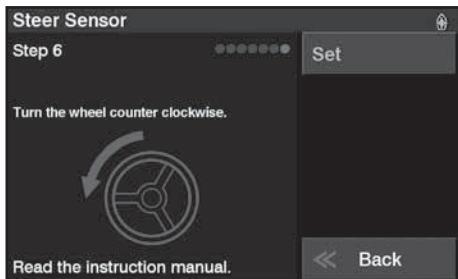 Steer Sensor
Step 6
Set
Turn the wheel counter clockwise.
Read the instruction manual.
Back